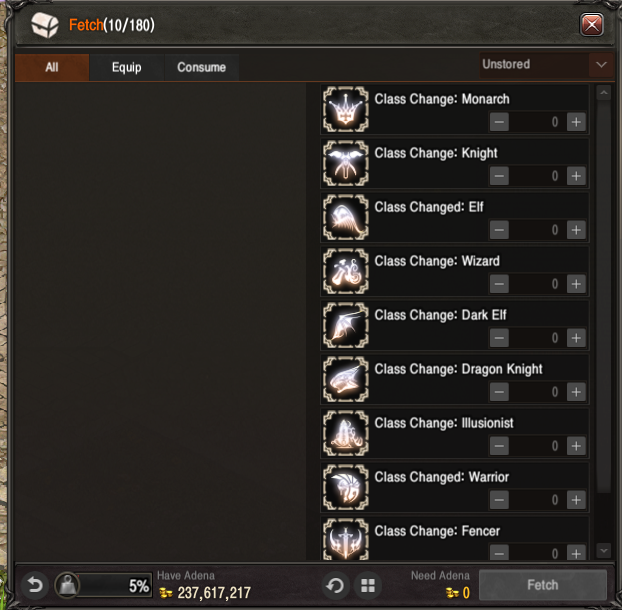 Fetch(10/180)
All Equip Consume Unstored
Class Change: Monarch
0
Class Change: Knight
0
Class Changed: Elf
0
Class Change: Wizard
0
Class Change: Dark Elf
0
Class Change: Dragon Knight
0
Class Change: Illusionist
0
Class Changed: Warrior
0
Class Change: Fencer
0
5% Have Adena 237,617,217
Need Adena 0
Fetch